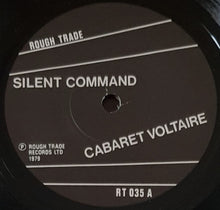 ROUGH TRADE
SILENT COMMAND
CABARET VOLTAIRE
Ⓟ ROUGH TRADE
RECORDS LTD
1979
RT 035 A